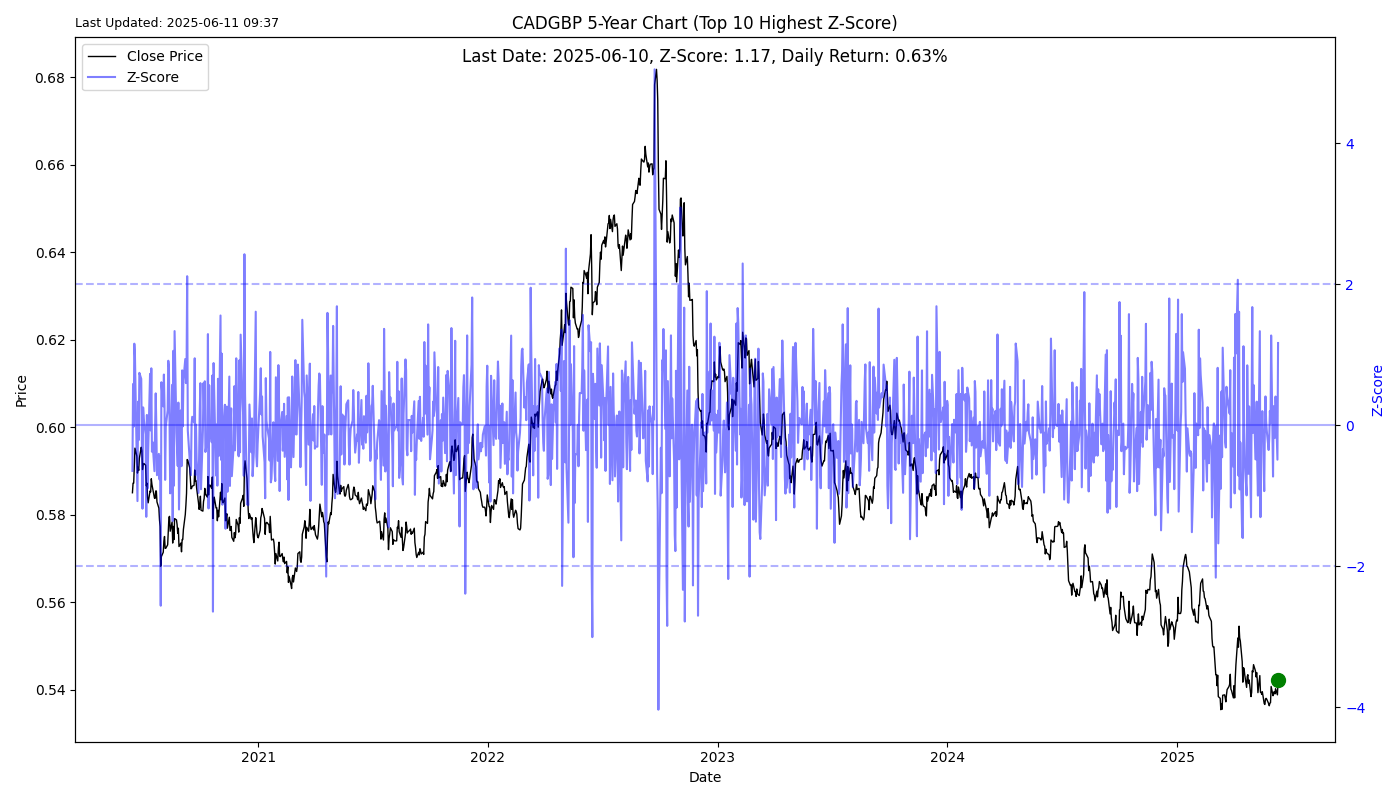 Last Updated: 2025-06-11 09:37
CADGBP 5-Year Chart (Top 10 Highest Z-Score)
Last Date: 2025-06-10, Z-Score: 1.17, Daily Return: 0.63%
Close Price
Z-Score
0.68
0.66
0.64
0.62
0.60
0.58
0.56
0.54
Price
4
2
0
−2
−4
Z-Score
2021
2022
2023
2024
2025
Date